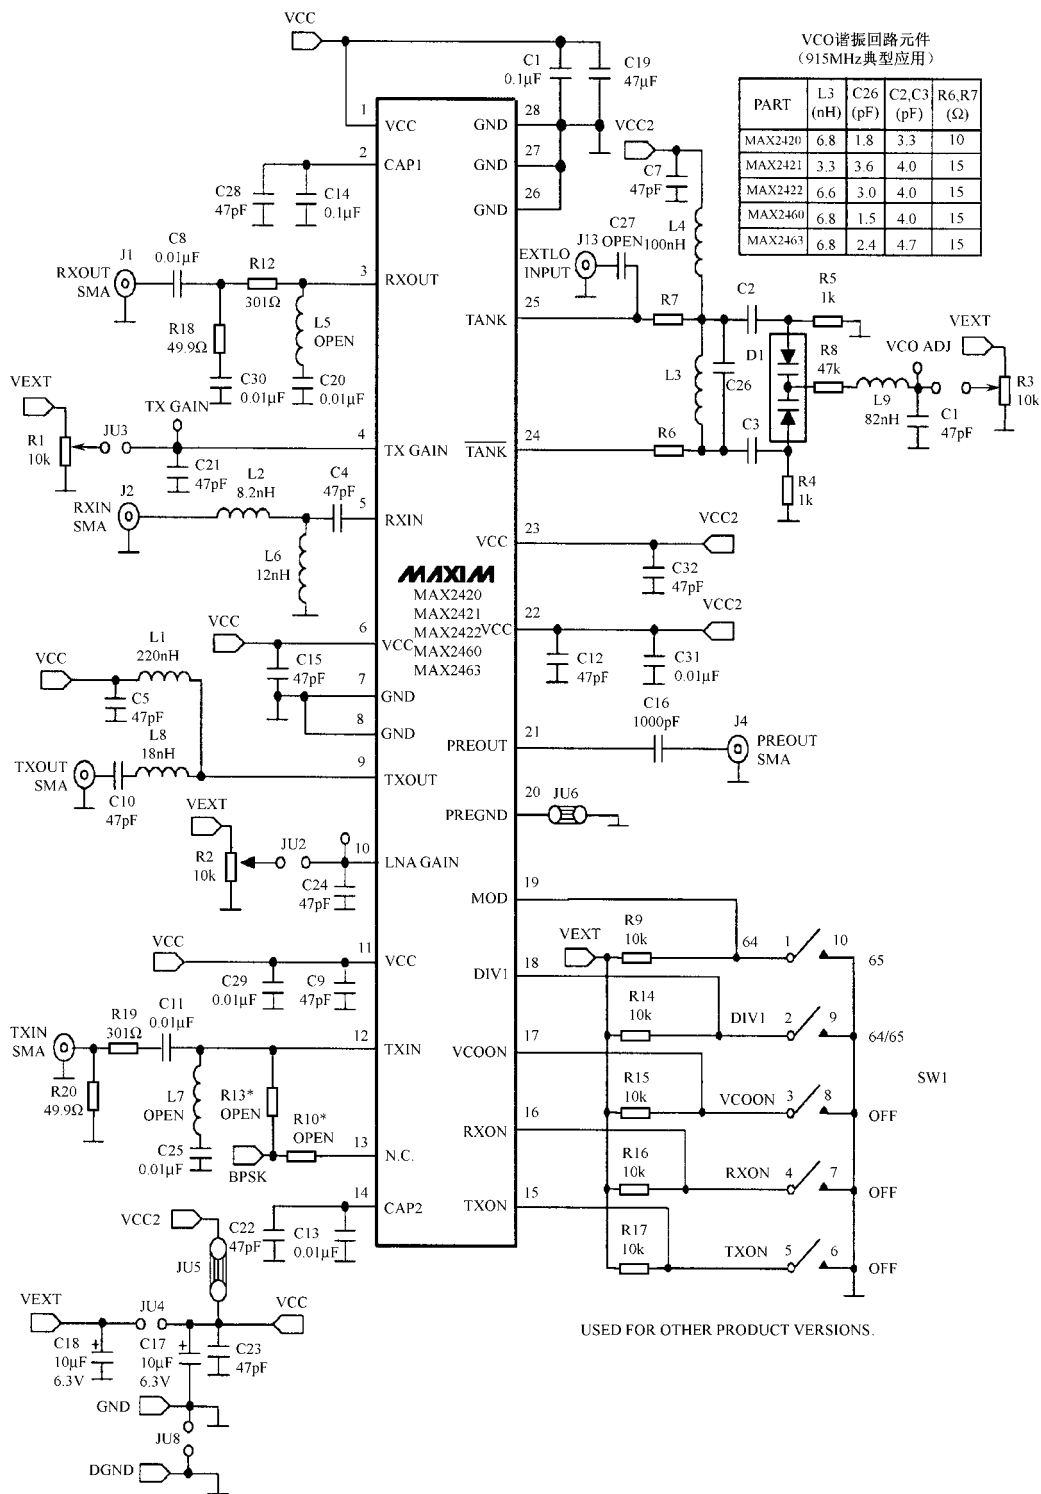 VCC
VCO谐振回路元件
（915MHz典型应用）
PART L3 (nH) C26 (pF) C2,C3 (pF) R6,R7 (Ω)
MAX2420 6.8 1.8 3.3 10
MAX2421 3.3 3.6 4.0 15
MAX2422 6.6 3.0 4.0 15
MAX2460 6.8 1.5 4.0 15
MAX2463 6.8 2.4 4.7 15
C1
0.1μF
C19
47μF
1
VCC
GND
28
VCC2
2
CAP1
GND
27
C7
47pF
C28
47pF
C14
0.1μF
GND
26
L4
100nH
C27
OPEN
J13
EXTLO
INPUT
J1
RXOUT
SMA
C8
0.01μF
R12
301Ω
3
RXOUT
R18
49.9Ω
L5
OPEN
C30
0.01μF
C20
0.01μF
TANK
25
R7
C2
R5
1k
D1
R8
47k
VCO ADJ
VEXT
R3
10k
L3
C26
L9
82nH
C1
47pF
VEXT
R1
10k
JU3
TX GAIN
4
TX GAIN
C21
47pF
TANK
24
R6
C3
R4
1k
J2
RXIN
SMA
L2
8.2nH
C4
47pF
5
RXIN
L6
12nH
VCC
23
VCC2
C32
47pF
MAXIM
MAX2420
MAX2421
MAX2422
MAX2460
MAX2463
VCC
6
VCC
C15
47pF
VCC
22
VCC2
C12
47pF
C31
0.01μF
VCC
L1
220nH
C5
47pF
7
GND
8
GND
L8
18nH
TXOUT
SMA
C10
47pF
9
TXOUT
PREOUT
21
C16
1000pF
J4
PREOUT
SMA
PREGND
20
JU6
VEXT
R2
10k
JU2
10
LNA GAIN
C24
47pF
MOD
19
VEXT
R9
10k
64
1
10
65
VCC
11
VCC
C29
0.01μF
C9
47pF
DIV1
18
R14
10k
DIV1
2
9
64/65
TXIN
SMA
R19
301Ω
C11
0.01μF
12
TXIN
VCOON
17
R15
10k
VCOON
3
8
OFF
SW1
R20
49.9Ω
L7
OPEN
R13*
OPEN
R10*
OPEN
C25
0.01μF
BPSK
13
N.C.
RXON
16
R16
10k
RXON
4
7
OFF
14
CAP2
TXON
15
R17
10k
TXON
5
6
OFF
VCC2
C22
47pF
C13
0.01μF
JU5
VEXT
JU4
VCC
C18
10μF
6.3V
+
C17
10μF
6.3V
+
C23
47pF
USED FOR OTHER PRODUCT VERSIONS.
GND
JU8
DGND